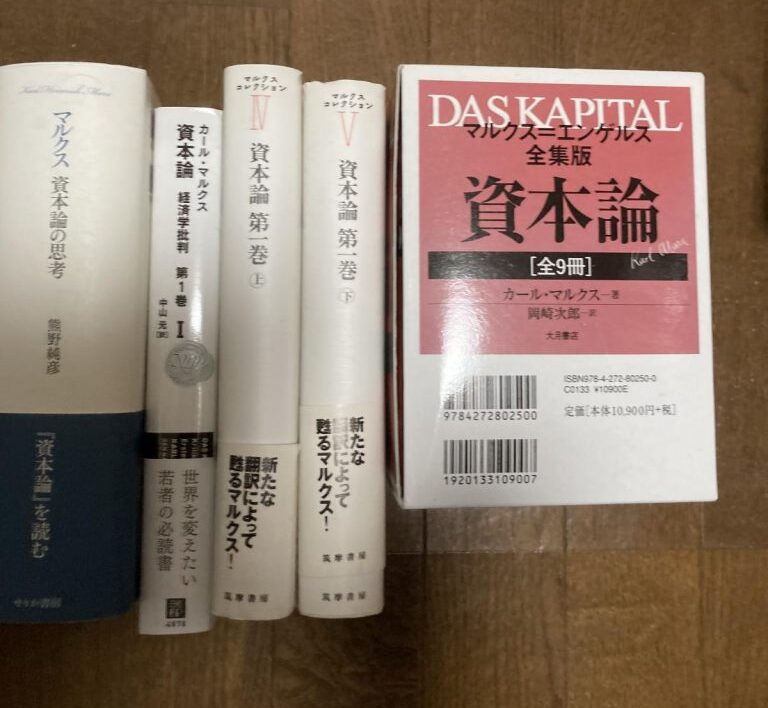 Karl Heinrich Marx
マルクス 資本論の思考
熊野純彦
『資本論』を読む
せりか書房
カール・マルクス
資本論 経済学批判 第1巻 I
中山 元[訳]
世界を変えたい
若者の必読書
マルクス
コレクション
IV
資本論 第一巻 上
新たな
翻訳によって
甦るマルクス!
筑摩書房
筑摩書房
マルクス
コレクション
V
資本論 第一巻 下
新たな
翻訳によって
甦るマルクス!
筑摩書房
筑摩書房
DAS KAPITAL
マルクス=エンゲルス
全集版
資本論
[全9冊]
Karl Marx
カール・マルクス—著
岡崎次郎—訳
大月書店
ISBN978-4-272-80250-0
C0133 ¥10900E
定価[本体10,900円+税]
9784272802500
1920133109007